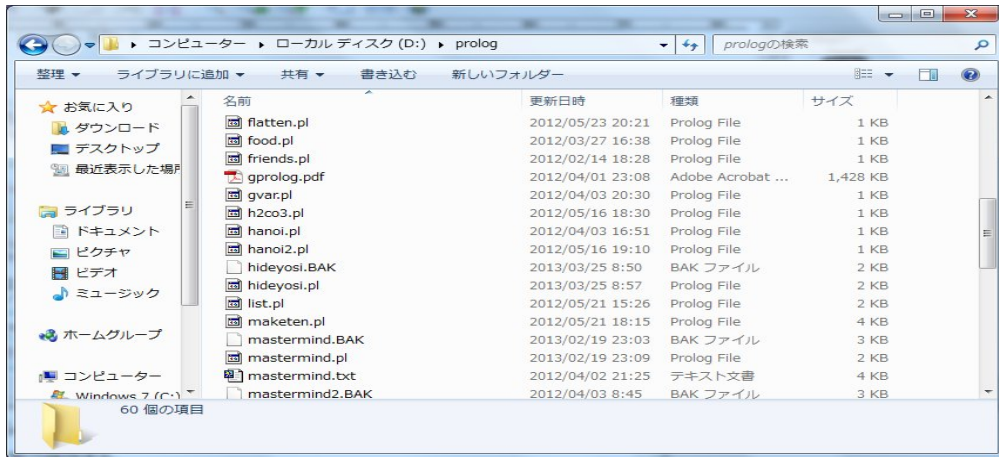 コンピューター ▸ ローカル ディスク (D:) ▸ prolog
prologの検索
整理 ライブラリに追加 共有 書き込む 新しいフォルダー
お気に入り
ダウンロード
デスクトップ
最近表示した場所
ライブラリ
ドキュメント
ピクチャ
ビデオ
ミュージック
ホームグループ
コンピューター
Windows 7 (C:)
名前 更新日時 種類 サイズ
flatten.pl 2012/05/23 20:21 Prolog File 1 KB
food.pl 2012/03/27 16:38 Prolog File 1 KB
friends.pl 2012/02/14 18:28 Prolog File 1 KB
gprolog.pdf 2012/04/01 23:08 Adobe Acrobat ... 1,428 KB
gvar.pl 2012/04/03 20:30 Prolog File 1 KB
h2co3.pl 2012/05/16 18:30 Prolog File 1 KB
hanoi.pl 2012/04/03 16:51 Prolog File 1 KB
hanoi2.pl 2012/05/16 19:10 Prolog File 1 KB
hideyosi.BAK 2013/03/25 8:50 BAK ファイル 2 KB
hideyosi.pl 2013/03/25 8:57 Prolog File 2 KB
list.pl 2012/05/21 15:26 Prolog File 2 KB
maketen.pl 2012/05/21 18:15 Prolog File 4 KB
mastermind.BAK 2013/02/19 23:03 BAK ファイル 3 KB
mastermind.pl 2013/02/19 23:09 Prolog File 2 KB
mastermind.txt 2012/04/02 21:25 テキスト文書 4 KB
mastermind2.BAK 2012/04/03 8:45 BAK ファイル 3 KB
60 個の項目